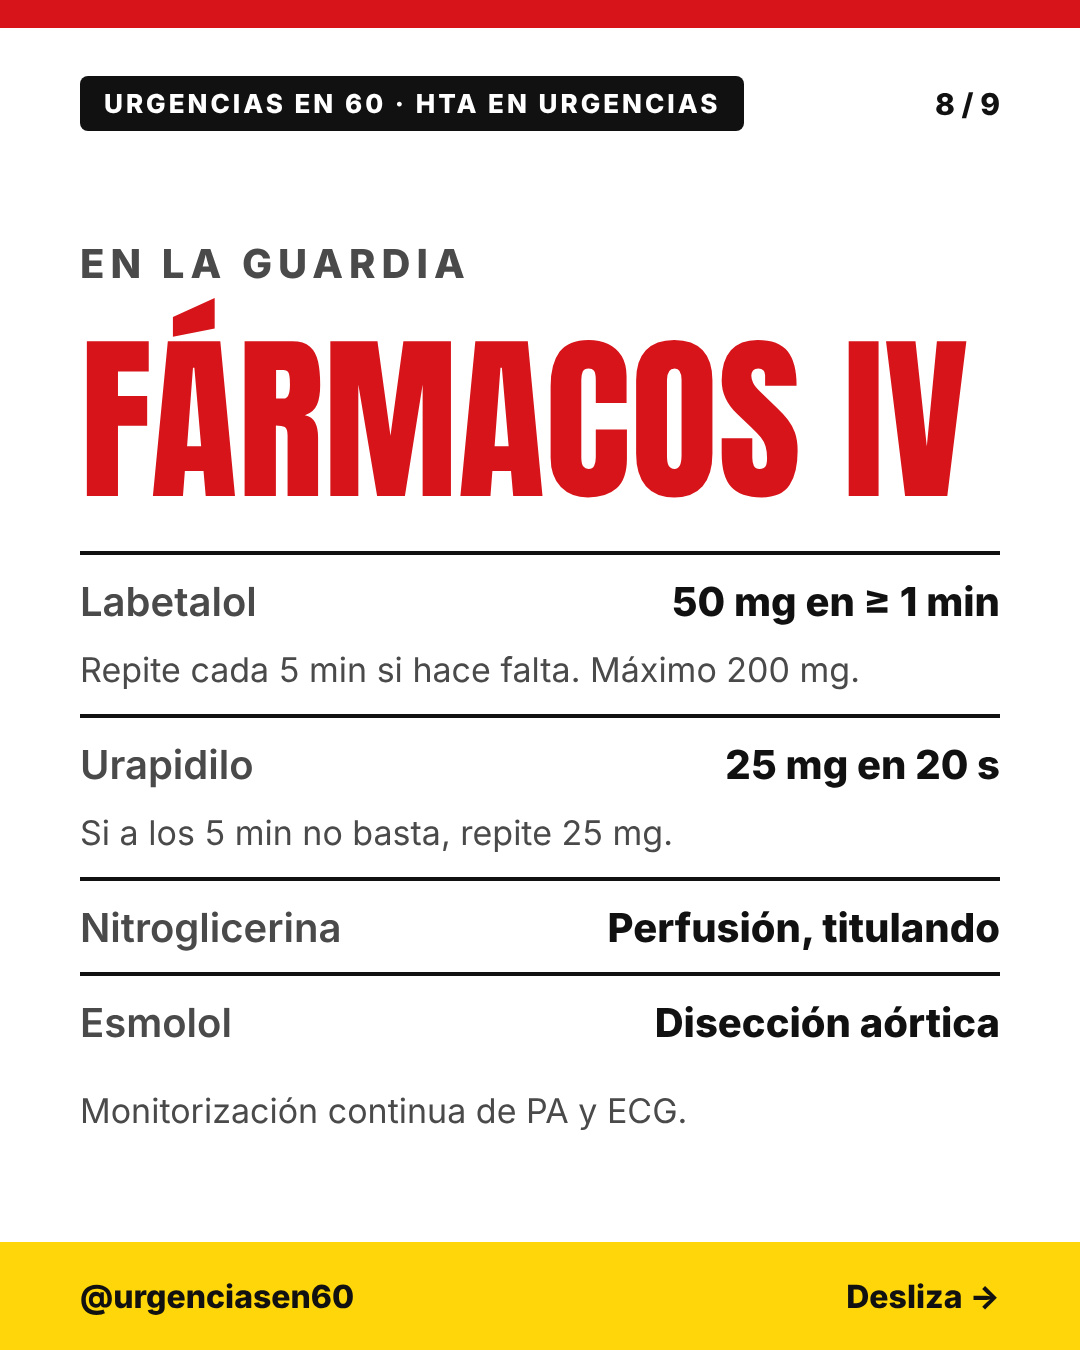 URGENCIAS EN 60 · HTA EN URGENCIAS
8 / 9
EN LA GUARDIA
FÁRMACOS IV
Labetalol 50 mg en ≥ 1 min
Repite cada 5 min si hace falta. Máximo 200 mg.
Urapidilo 25 mg en 20 s
Si a los 5 min no basta, repite 25 mg.
Nitroglicerina Perfusión, titulando
Esmolol Disección aórtica
Monitorización continua de PA y ECG.
@urgenciasen60 Desliza →